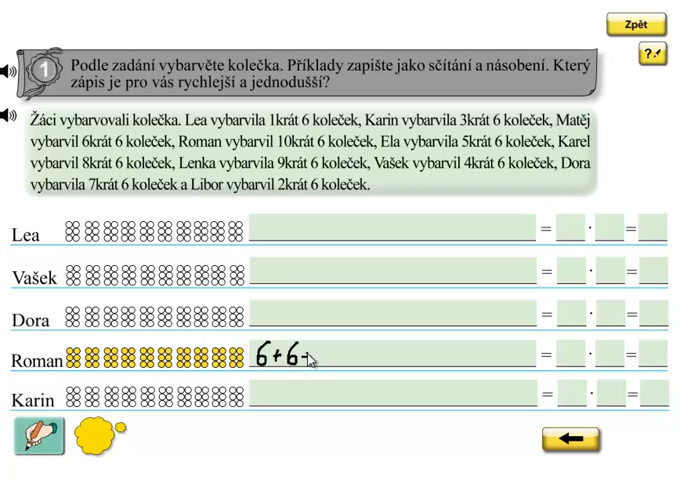 Zpět
?
1 Podle zadání vybarvěte kolečka. Příklady zapište jako sčítání a násobení. Který
zápis je pro vás rychlejší a jednodušší?
Žáci vybarvovali kolečka. Lea vybarvila 1krát 6 koleček, Karin vybarvila 3krát 6 koleček, Matěj
vybarvil 6krát 6 koleček, Roman vybarvil 10krát 6 koleček, Ela vybarvila 5krát 6 koleček, Karel
vybarvil 8krát 6 koleček, Lenka vybarvila 9krát 6 koleček, Vašek vybarvil 4krát 6 koleček, Dora
vybarvila 7krát 6 koleček a Libor vybarvil 2krát 6 koleček.
Lea = · =
Vašek = · =
Dora = · =
Roman 6+6- = · =
Karin = · =